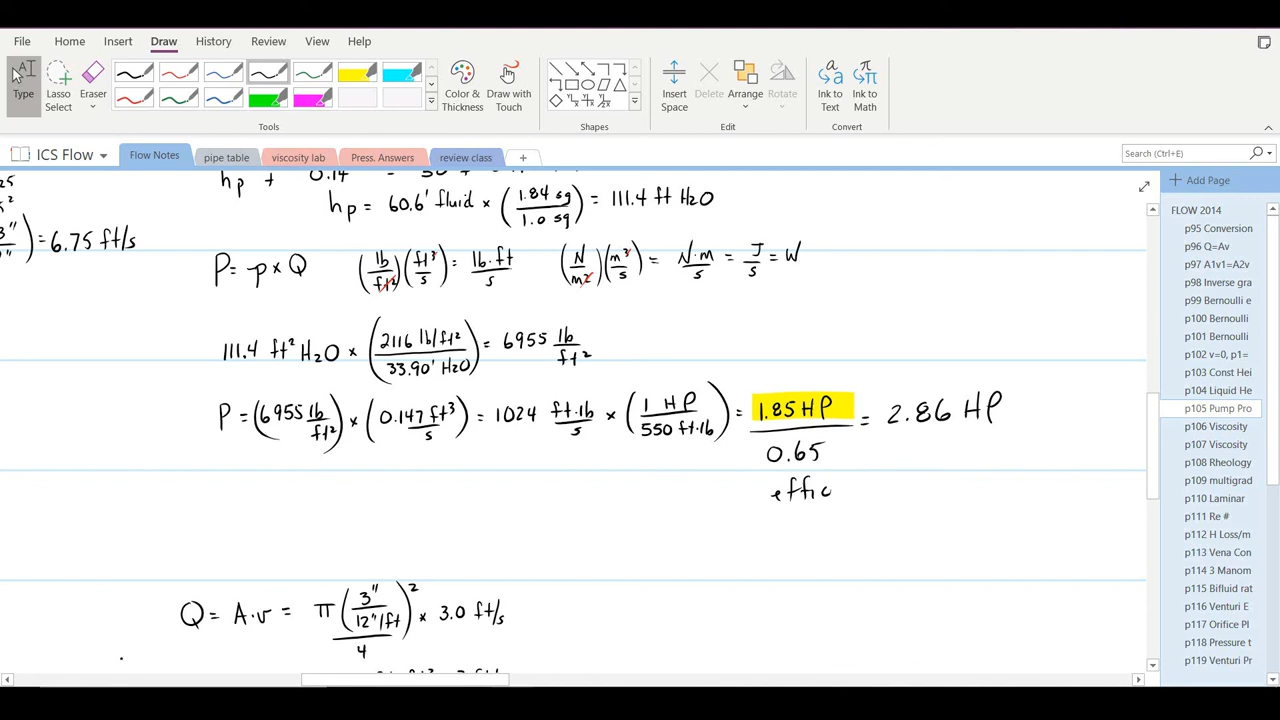 File Home Insert Draw History Review View Help
Type
Lasso Select
Eraser
Color & Thickness
Draw with Touch
Insert Space
Delete
Arrange
Rotate
Ink to Text
Ink to Math
Tools
Shapes
Edit
Convert
ICS Flow
Flow Notes
pipe table
viscosity lab
Press. Answers
review class
Search (Ctrl+E)
Add Page
hp + 0.14 = 
hp = 60.6' fluid × (1.84 sg / 1.0 sg) = 111.4 ft H2O
= 6.75 ft/s
P = p × Q (lb/ft²)(ft³/s) = lb·ft/s (N/m²)(m³/s) = N·m/s = J/s = W
111.4 ft² H2O × (2116 lb/ft² / 33.90' H2O) = 6955 lb/ft²
P = (6955 lb/ft²) × (0.147 ft³/s) = 1024 ft·lb/s × (1 HP / 550 ft·lb) = 1.85 HP / 0.65 = 2.86 HP
effic
Q = A·v = π (3" / 12"/ft)² / 4 × 3.0 ft/s
FLOW 2014
p95 Conversion
p96 Q=Av
p97 A1v1=A2v
p98 Inverse gra
p99 Bernoulli e
p100 Bernoulli
p101 Bernoulli
p102 v=0, p1=
p103 Const Hei
p104 Liquid He
p105 Pump Pro
p106 Viscosity
p107 Viscosity
p108 Rheology
p109 multigrad
p110 Laminar
p111 Re #
p112 H Loss/m
p113 Vena Con
p114 3 Manom
p115 Bifluid rat
p116 Venturi E
p117 Orifice Pl
p118 Pressure t
p119 Venturi Pr